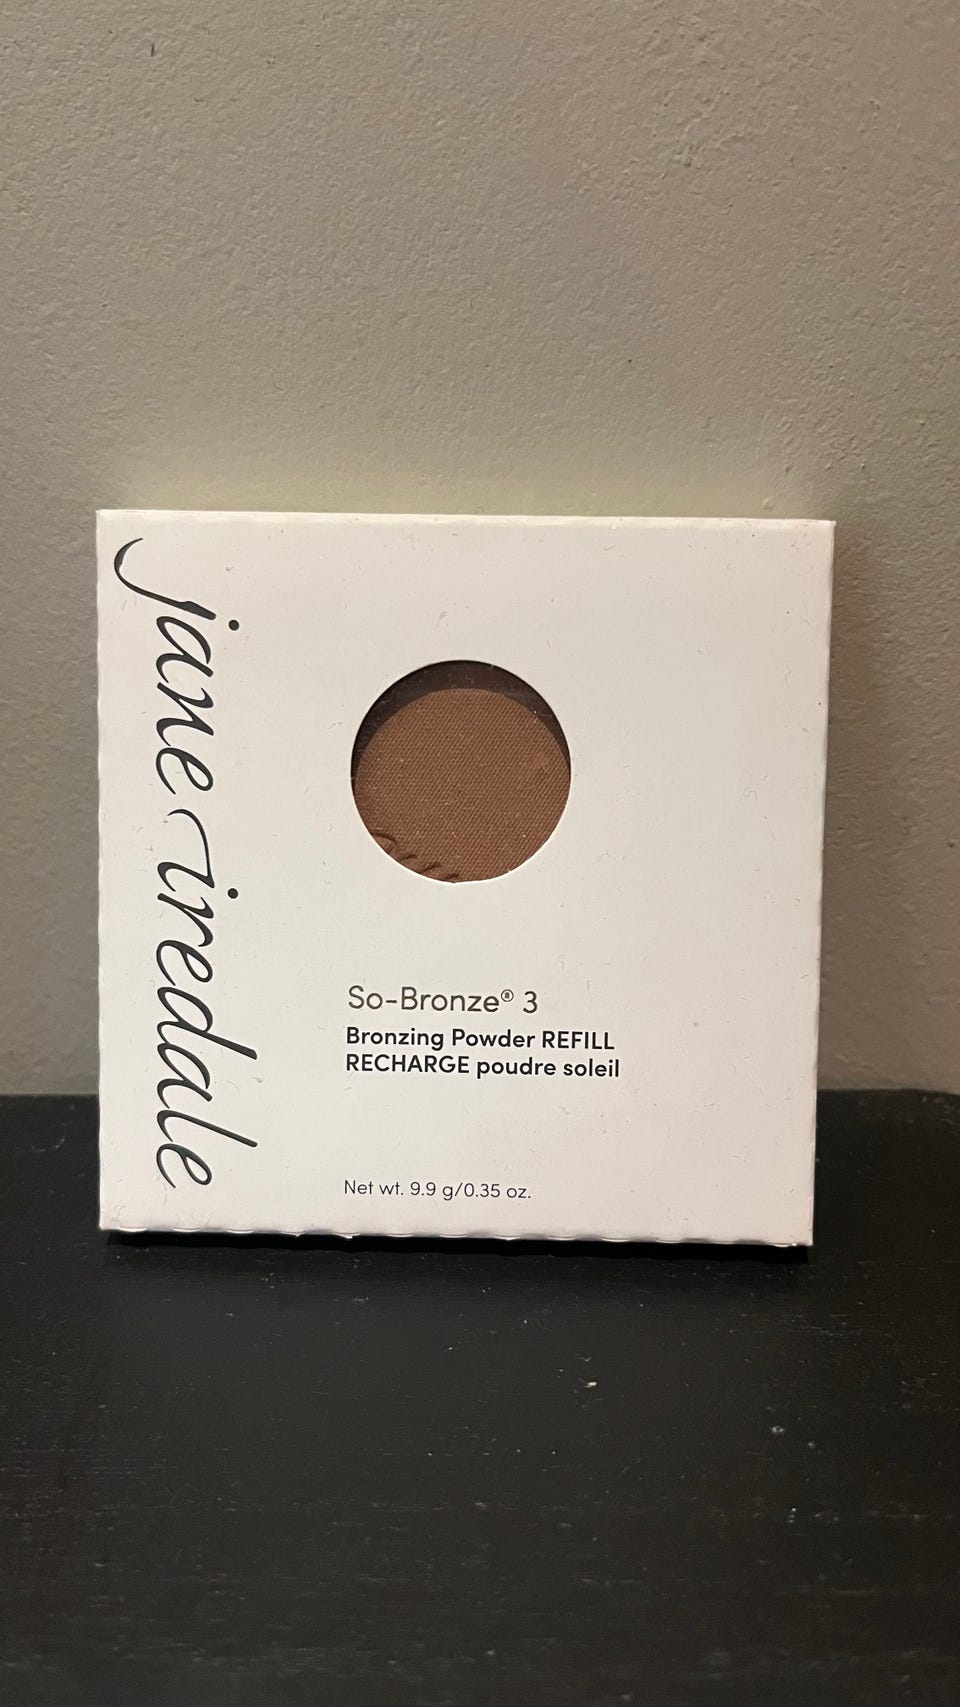 jane iredale
So-Bronze® 3
Bronzing Powder REFILL
RECHARGE poudre soleil
Net wt. 9.9 g/0.35 oz.